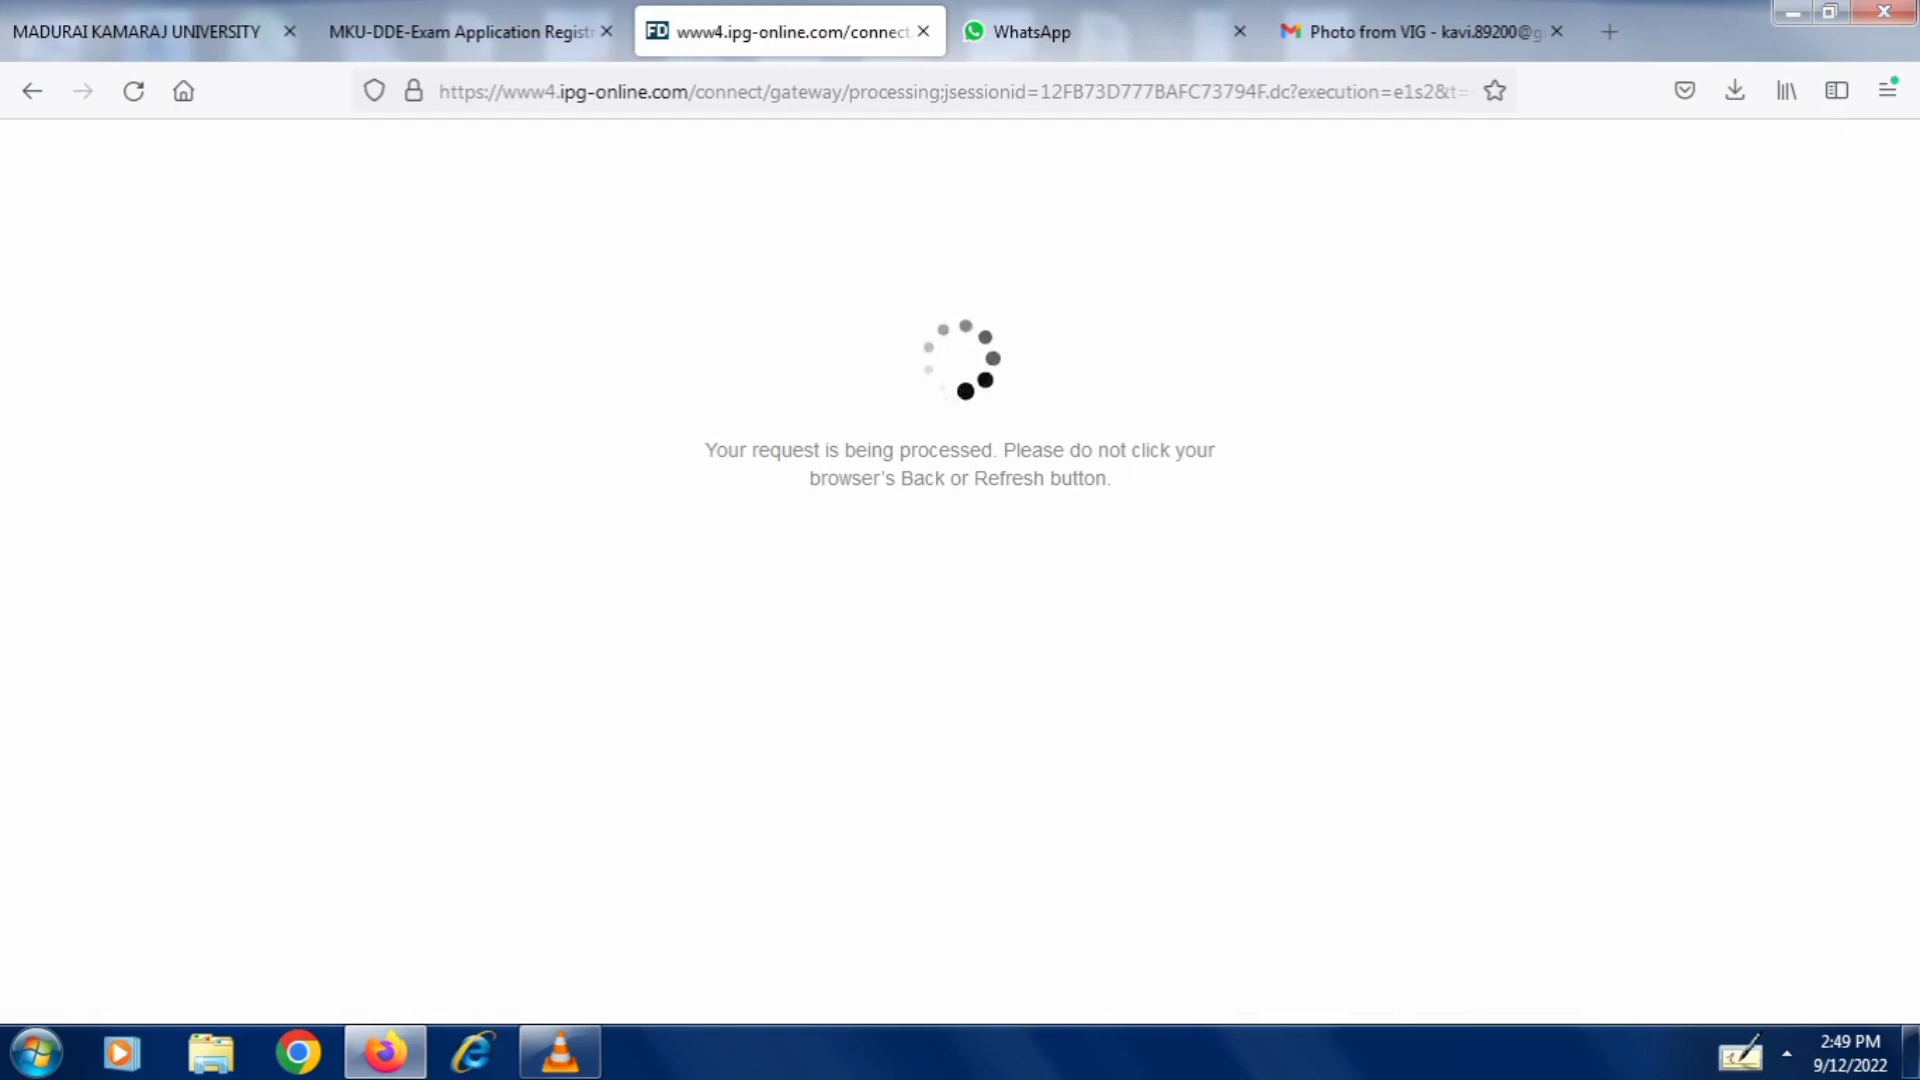 MADURAI KAMARAJ UNIVERSITY
MKU-DDE-Exam Application Registr
FD www4.ipg-online.com/connect
WhatsApp
Photo from VIG - kavi.89200@g
https://www4.ipg-online.com/connect/gateway/processing;jsessionid=12FB73D777BAFC73794F.dc?execution=e1s2&t=
Your request is being processed. Please do not click your
browser's Back or Refresh button.
2:49 PM
9/12/2022